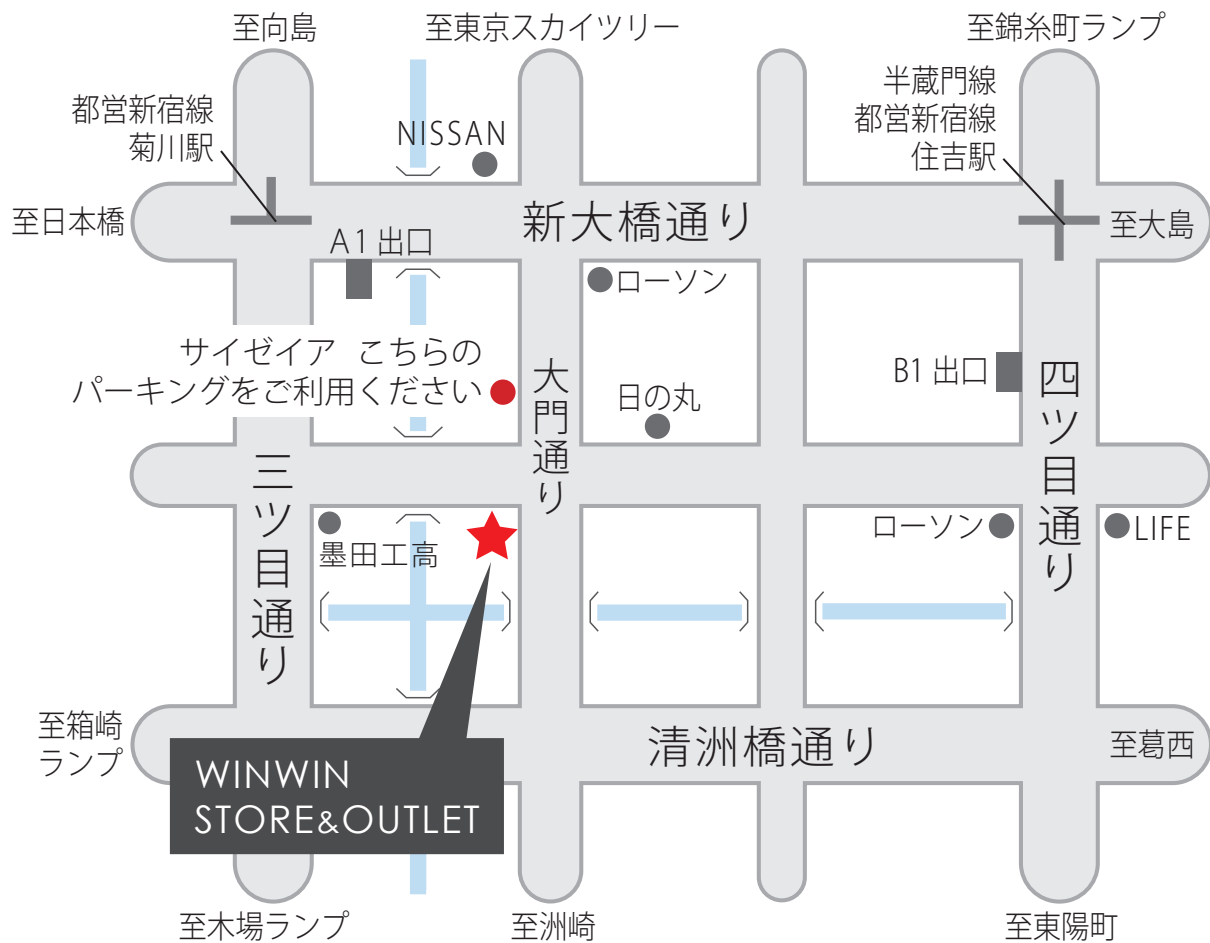 至向島
至東京スカイツリー
至錦糸町ランプ
都営新宿線
菊川駅
NISSAN
半蔵門線
都営新宿線
住吉駅
至日本橋
新大橋通り
至大島
A1 出口
ローソン
サイゼイア こちらの
パーキングをご利用ください
大門通り
日の丸
B1 出口
四ツ目通り
三ツ目通り
墨田工高
ローソン
LIFE
至箱崎
ランプ
清洲橋通り
至葛西
WINWIN
STORE&OUTLET
至木場ランプ
至洲崎
至東陽町